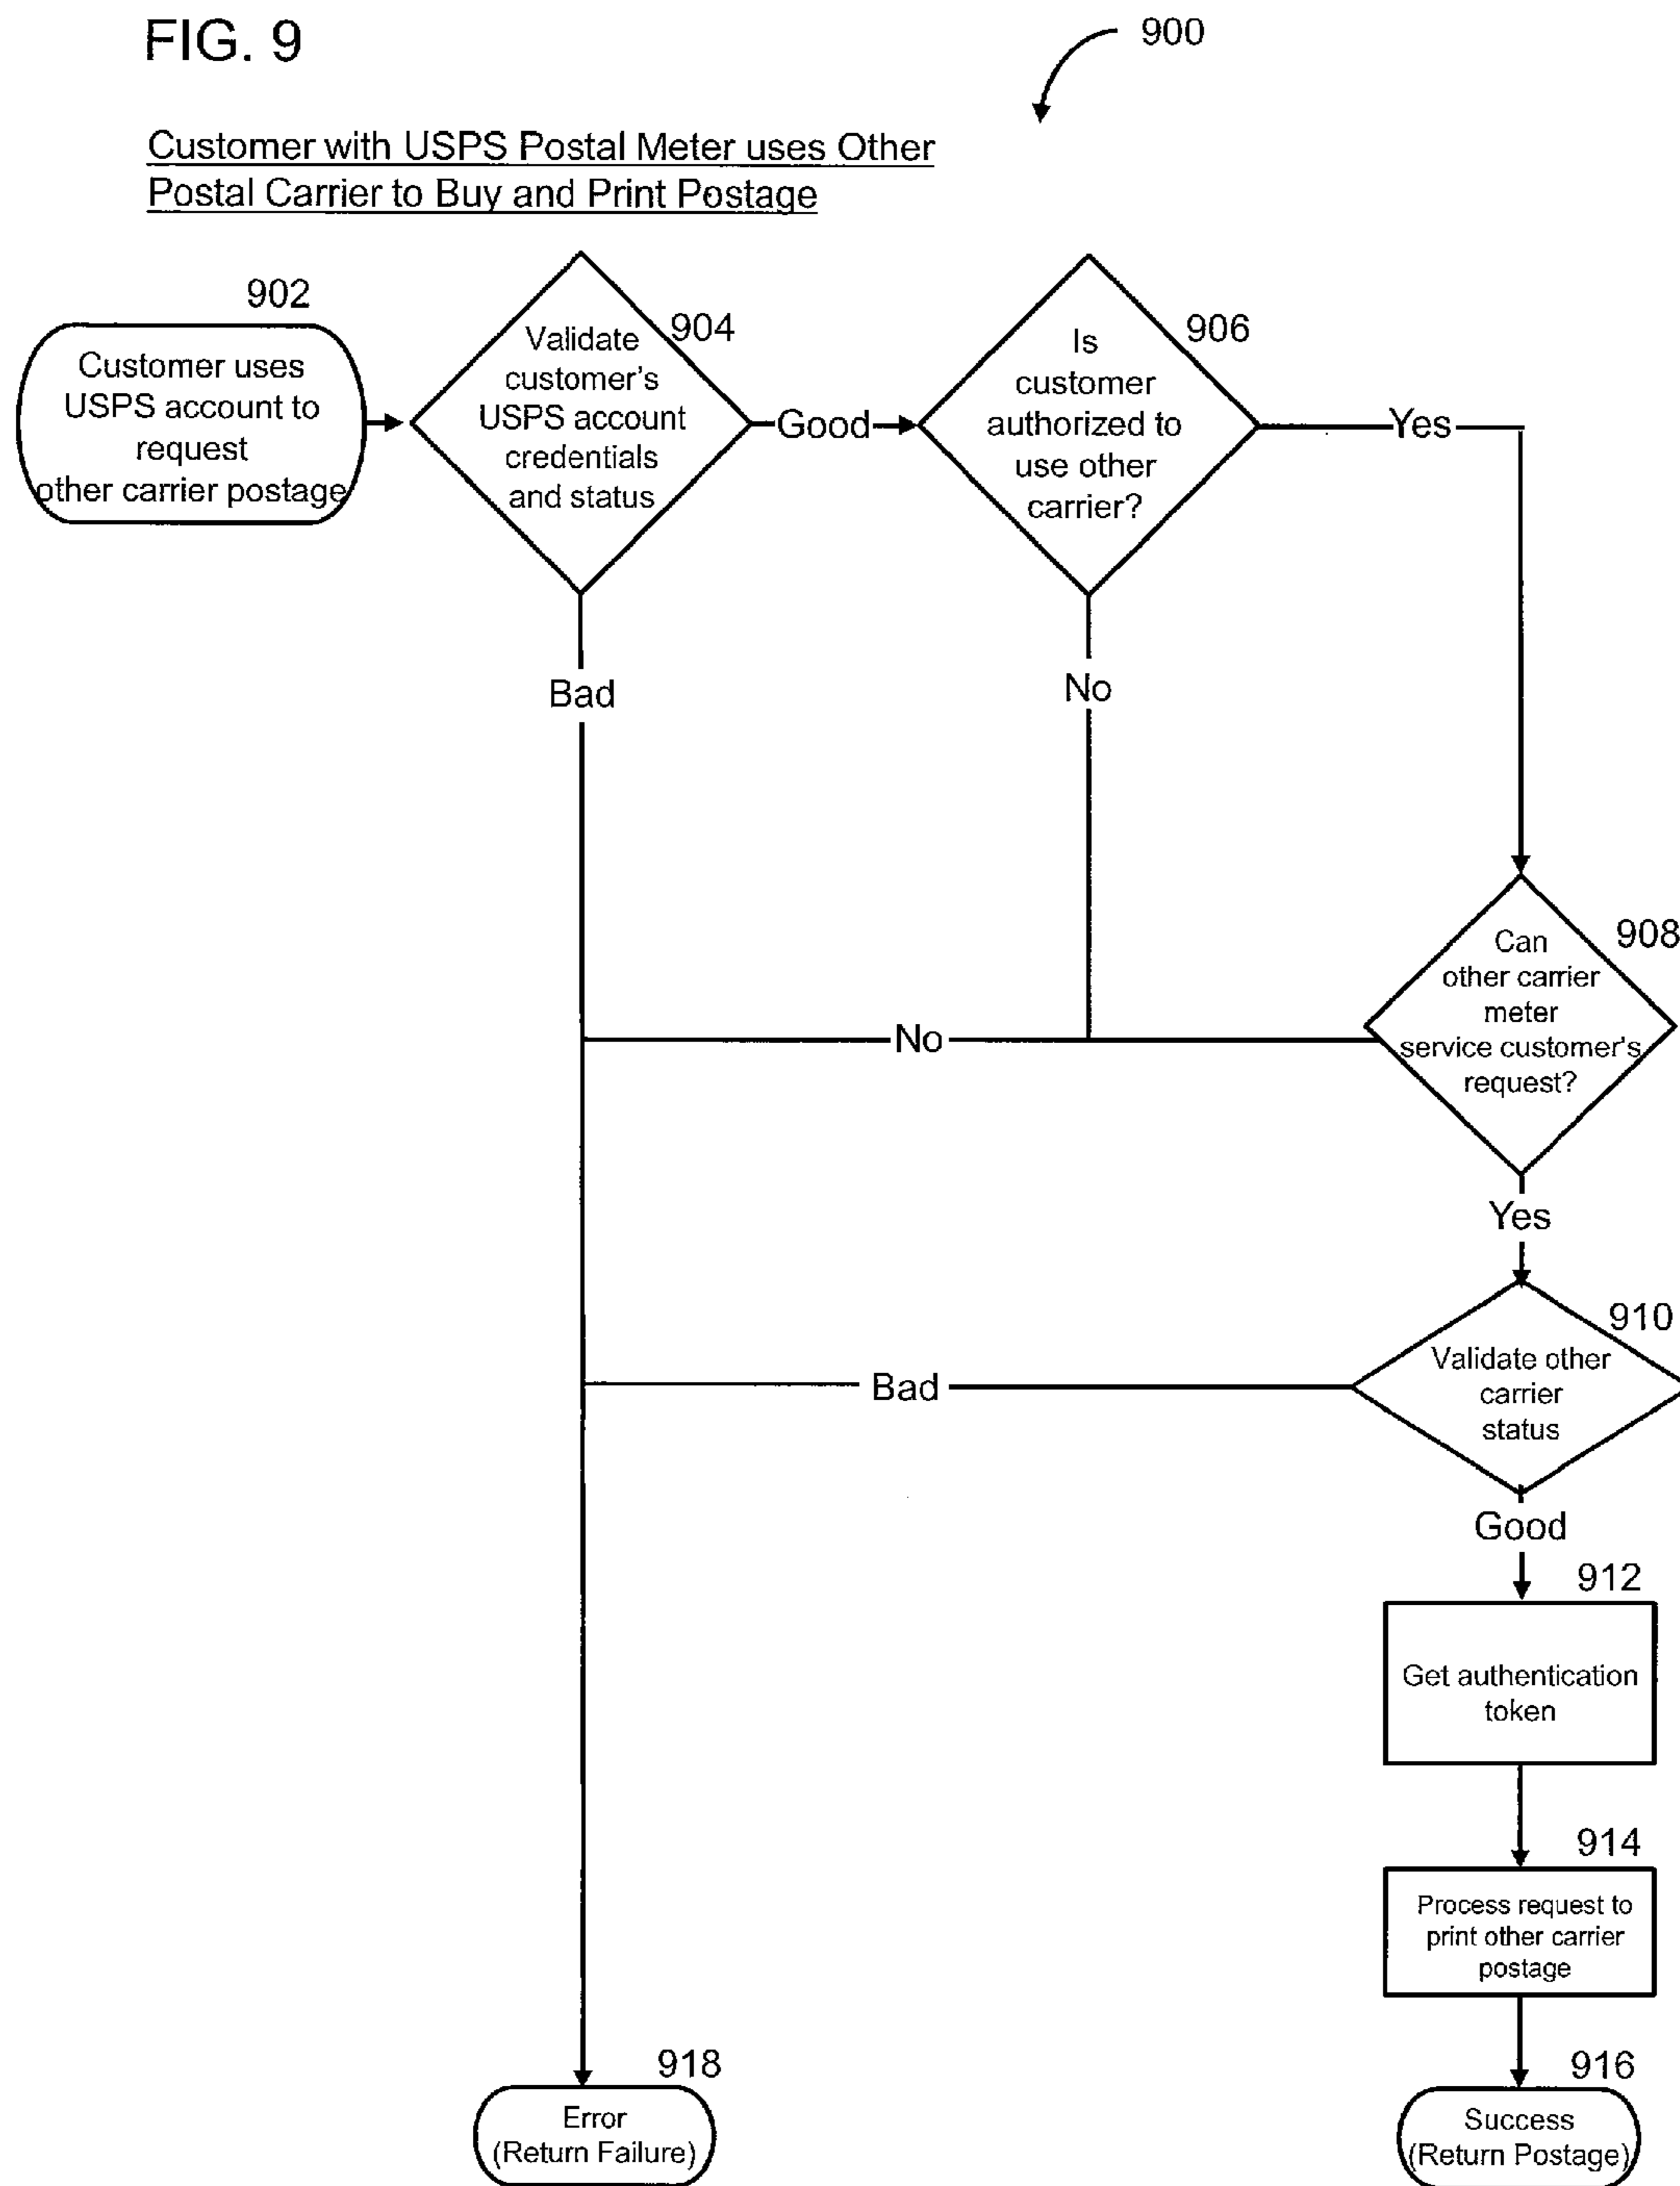 FIG. 9
900
Customer with USPS Postal Meter uses Other
Postal Carrier to Buy and Print Postage
902
Customer uses
USPS account to
request
other carrier postage
904
Validate
customer's
USPS account
credentials
and status
Good
906
Is
customer
authorized to
use other
carrier?
Yes
Bad
No
908
Can
other carrier
meter
service customer's
request?
No
Yes
910
Validate other
carrier
status
Bad
Good
912
Get authentication
token
914
Process request to
print other carrier
postage
918
Error
(Return Failure)
916
Success
(Return Postage)